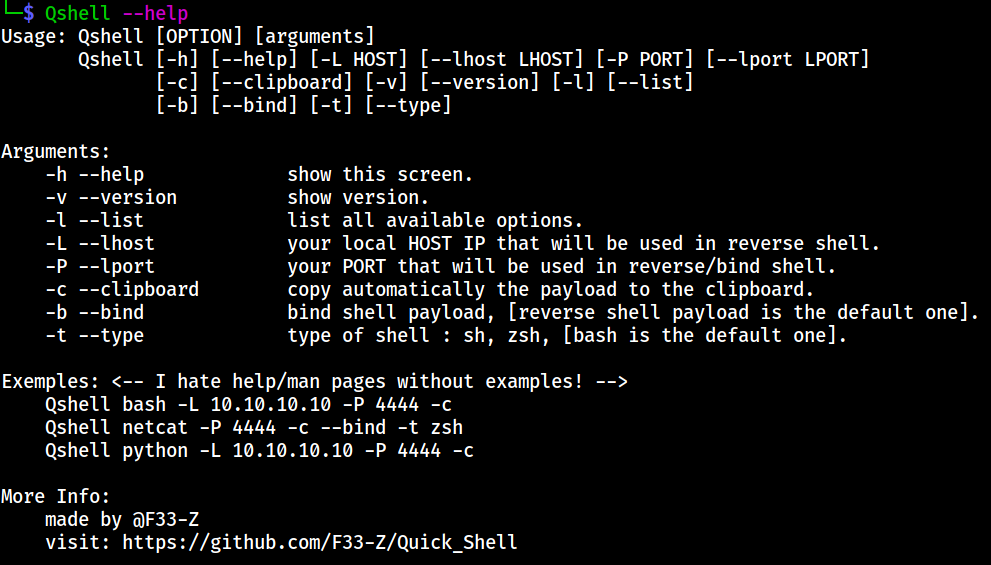 └─$ Qshell --help
Usage: Qshell [OPTION] [arguments]
       Qshell [-h] [--help] [-L HOST] [--lhost LHOST] [-P PORT] [--lport LPORT]
              [-c] [--clipboard] [-v] [--version] [-l] [--list]
              [-b] [--bind] [-t] [--type]

Arguments:
    -h --help             show this screen.
    -v --version          show version.
    -l --list             list all available options.
    -L --lhost            your local HOST IP that will be used in reverse shell.
    -P --lport            your PORT that will be used in reverse/bind shell.
    -c --clipboard        copy automatically the payload to the clipboard.
    -b --bind             bind shell payload, [reverse shell payload is the default one].
    -t --type             type of shell : sh, zsh, [bash is the default one].

Exemples: <-- I hate help/man pages without examples! -->
    Qshell bash -L 10.10.10.10 -P 4444 -c
    Qshell netcat -P 4444 -c --bind -t zsh
    Qshell python -L 10.10.10.10 -P 4444 -c

More Info:
    made by @F33-Z
    visit: https://github.com/F33-Z/Quick_Shell